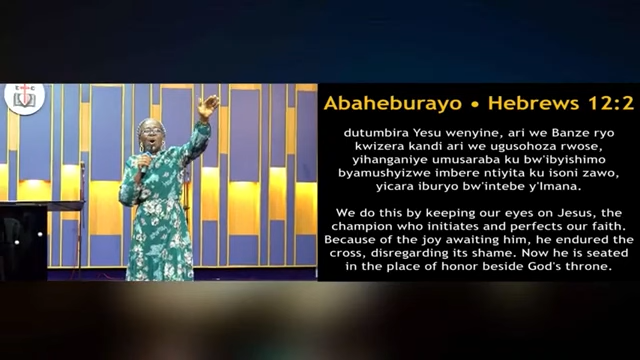 E C
Abaheburayo • Hebrews 12:2
dutumbira Yesu wenyine, ari we Banze ryo
kwizera kandi ari we ugusohoza rwose,
yihanganiye umusaraba ku bw'ibyishimo
byamushyizwe imbere ntiyita ku isoni zawo,
yicara iburyo bw'intebe y'Imana.
We do this by keeping our eyes on Jesus, the
champion who initiates and perfects our faith.
Because of the joy awaiting him, he endured the
cross, disregarding its shame. Now he is seated
in the place of honor beside God's throne.